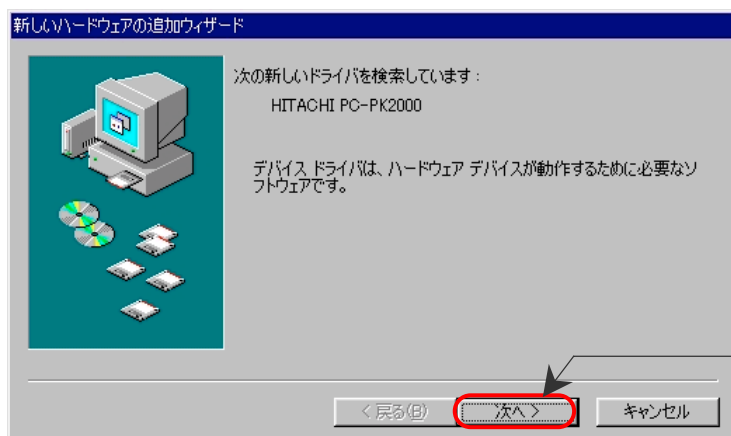 新しいハードウェアの追加ウィザード
次の新しいドライバを検索しています:
HITACHI PC-PK2000
デバイス ドライバは、ハードウェア デバイスが動作するために必要なソ
フトウェアです。
< 戻る(B)
次へ >
キャンセル